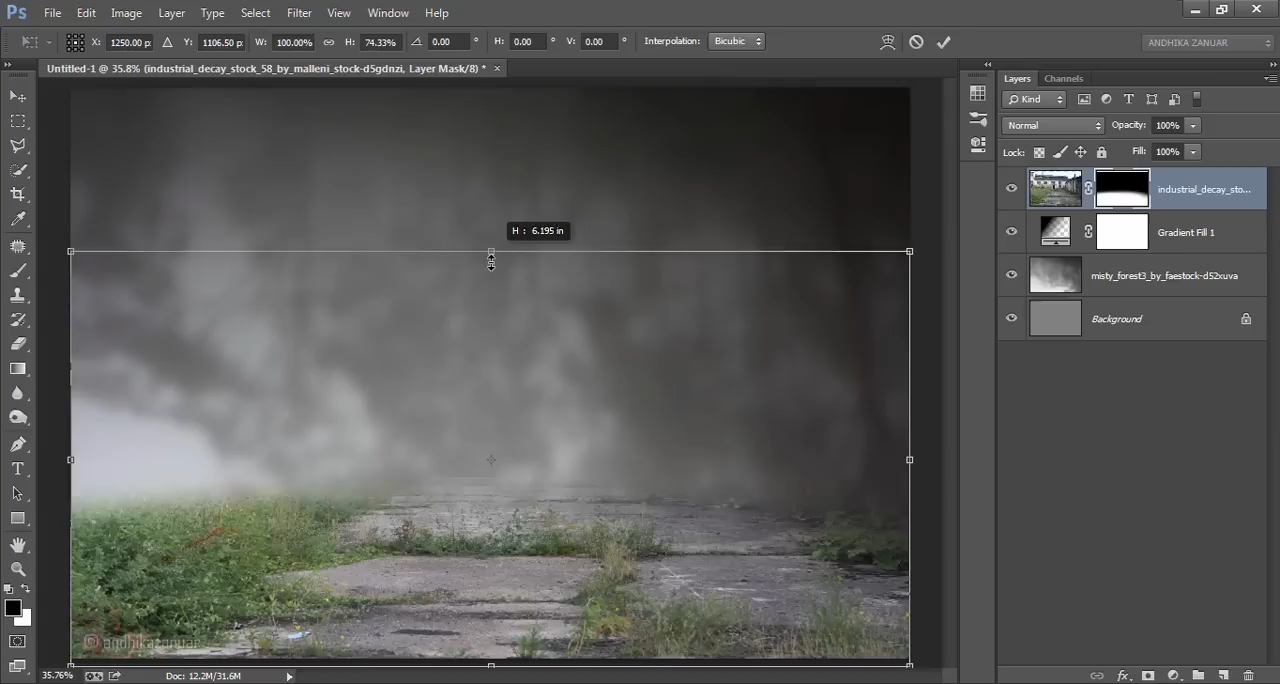 Ps File Edit Image Layer Type Select Filter View Window Help
X: 1250.00 px Y: 1106.50 px W: 100.00% H: 74.33% 0.00 ° H: 0.00 ° V: 0.00 ° Interpolation: Bicubic ANDHIKA ZANUAR
Untitled-1 @ 35.8% (industrial_decay_stock_58_by_malleni_stock-d5gdnzi, Layer Mask/8) * ×
Layers Channels
Kind
Normal Opacity: 100%
Lock: Fill: 100%
industrial_decay_sto...
Gradient Fill 1
misty_forest3_by_faestock-d52xuva
Background
H : 6.195 in
andhikazanuar
35.76% Doc: 12.2M/31.6M